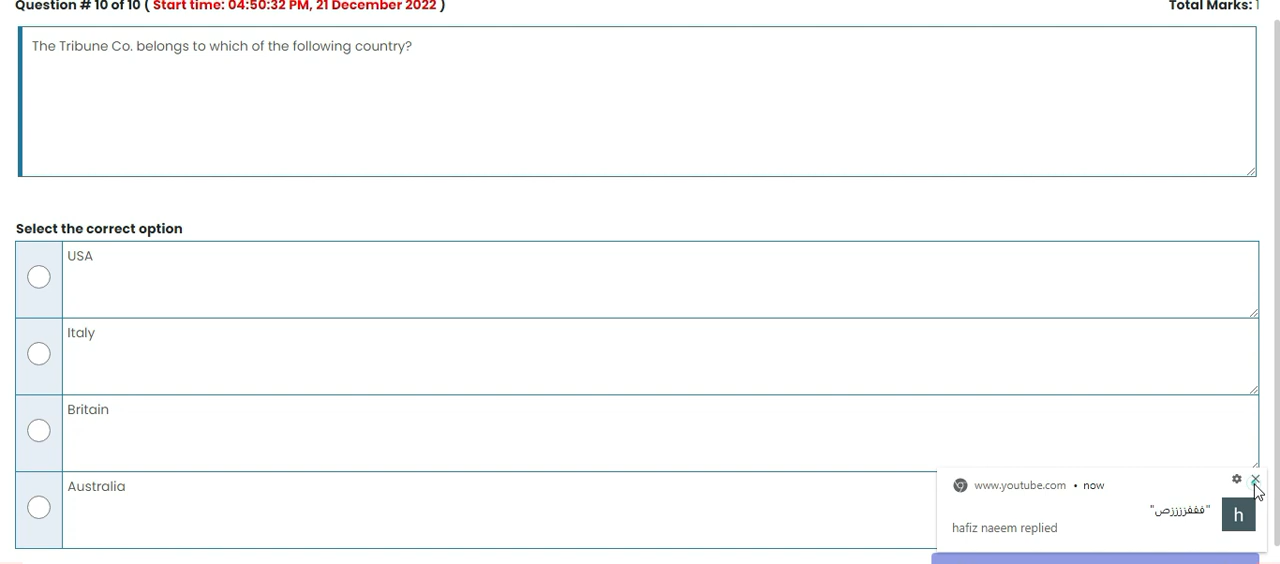 Question # 10 of 10 ( Start time: 04:50:32 PM, 21 December 2022 )
Total Marks: 1
The Tribune Co. belongs to which of the following country?
Select the correct option
USA
Italy
Britain
Australia
www.youtube.com • now
"فففززززص"
h
hafiz naeem replied